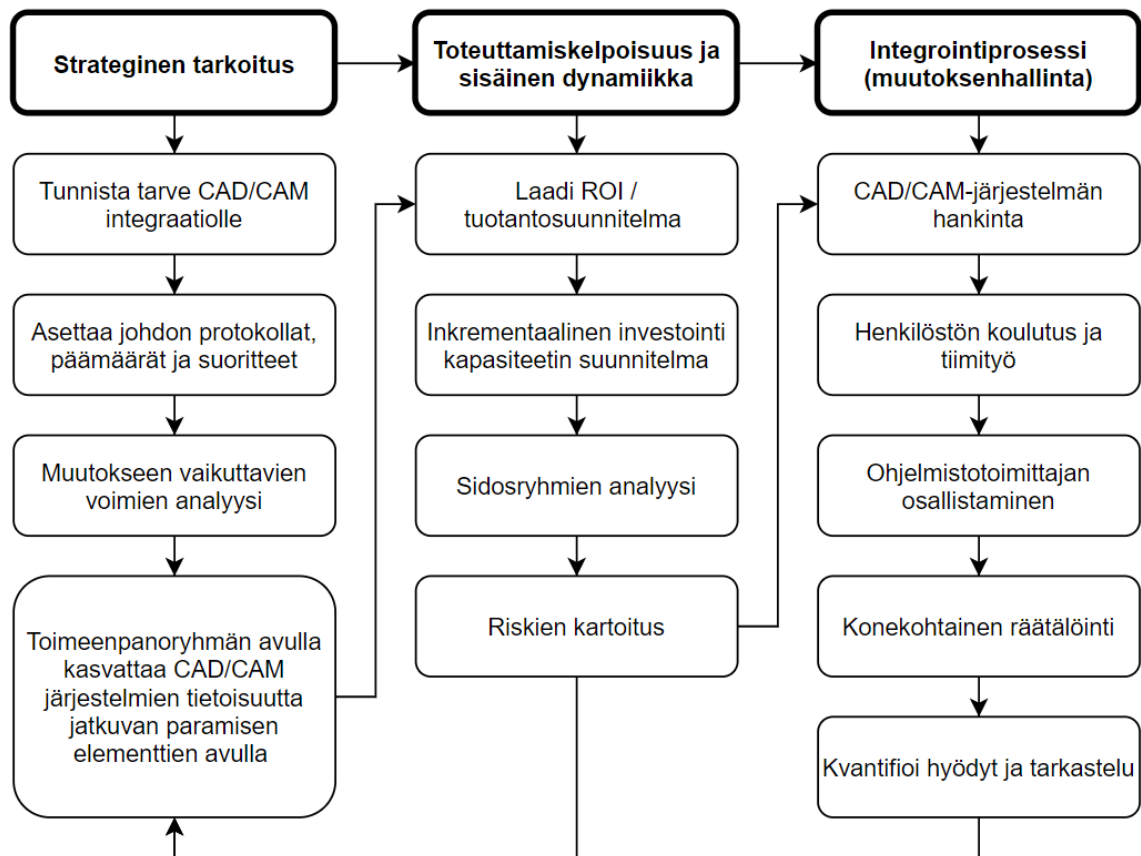 Strateginen tarkoitus
Toteuttamiskelpoisuus ja
sisäinen dynamiikka
Integrointiprosessi
(muutoksenhallinta)
Tunnista tarve CAD/CAM
integraatiolle
Asettaa johdon protokollat,
päämäärät ja suoritteet
Muutokseen vaikuttavien
voimien analyysi
Toimeenpanoryhmän avulla
kasvattaa CAD/CAM
järjestelmien tietoisuutta
jatkuvan paramisen
elementtien avulla
Laadi ROI /
tuotantosuunnitelma
Inkrementaalinen investointi
kapasiteetin suunnitelma
Sidosryhmien analyysi
Riskien kartoitus
CAD/CAM-järjestelmän
hankinta
Henkilöstön koulutus ja
tiimityö
Ohjelmistotoimittajan
osallistaminen
Konekohtainen räätälöinti
Kvantifioi hyödyt ja tarkastelu